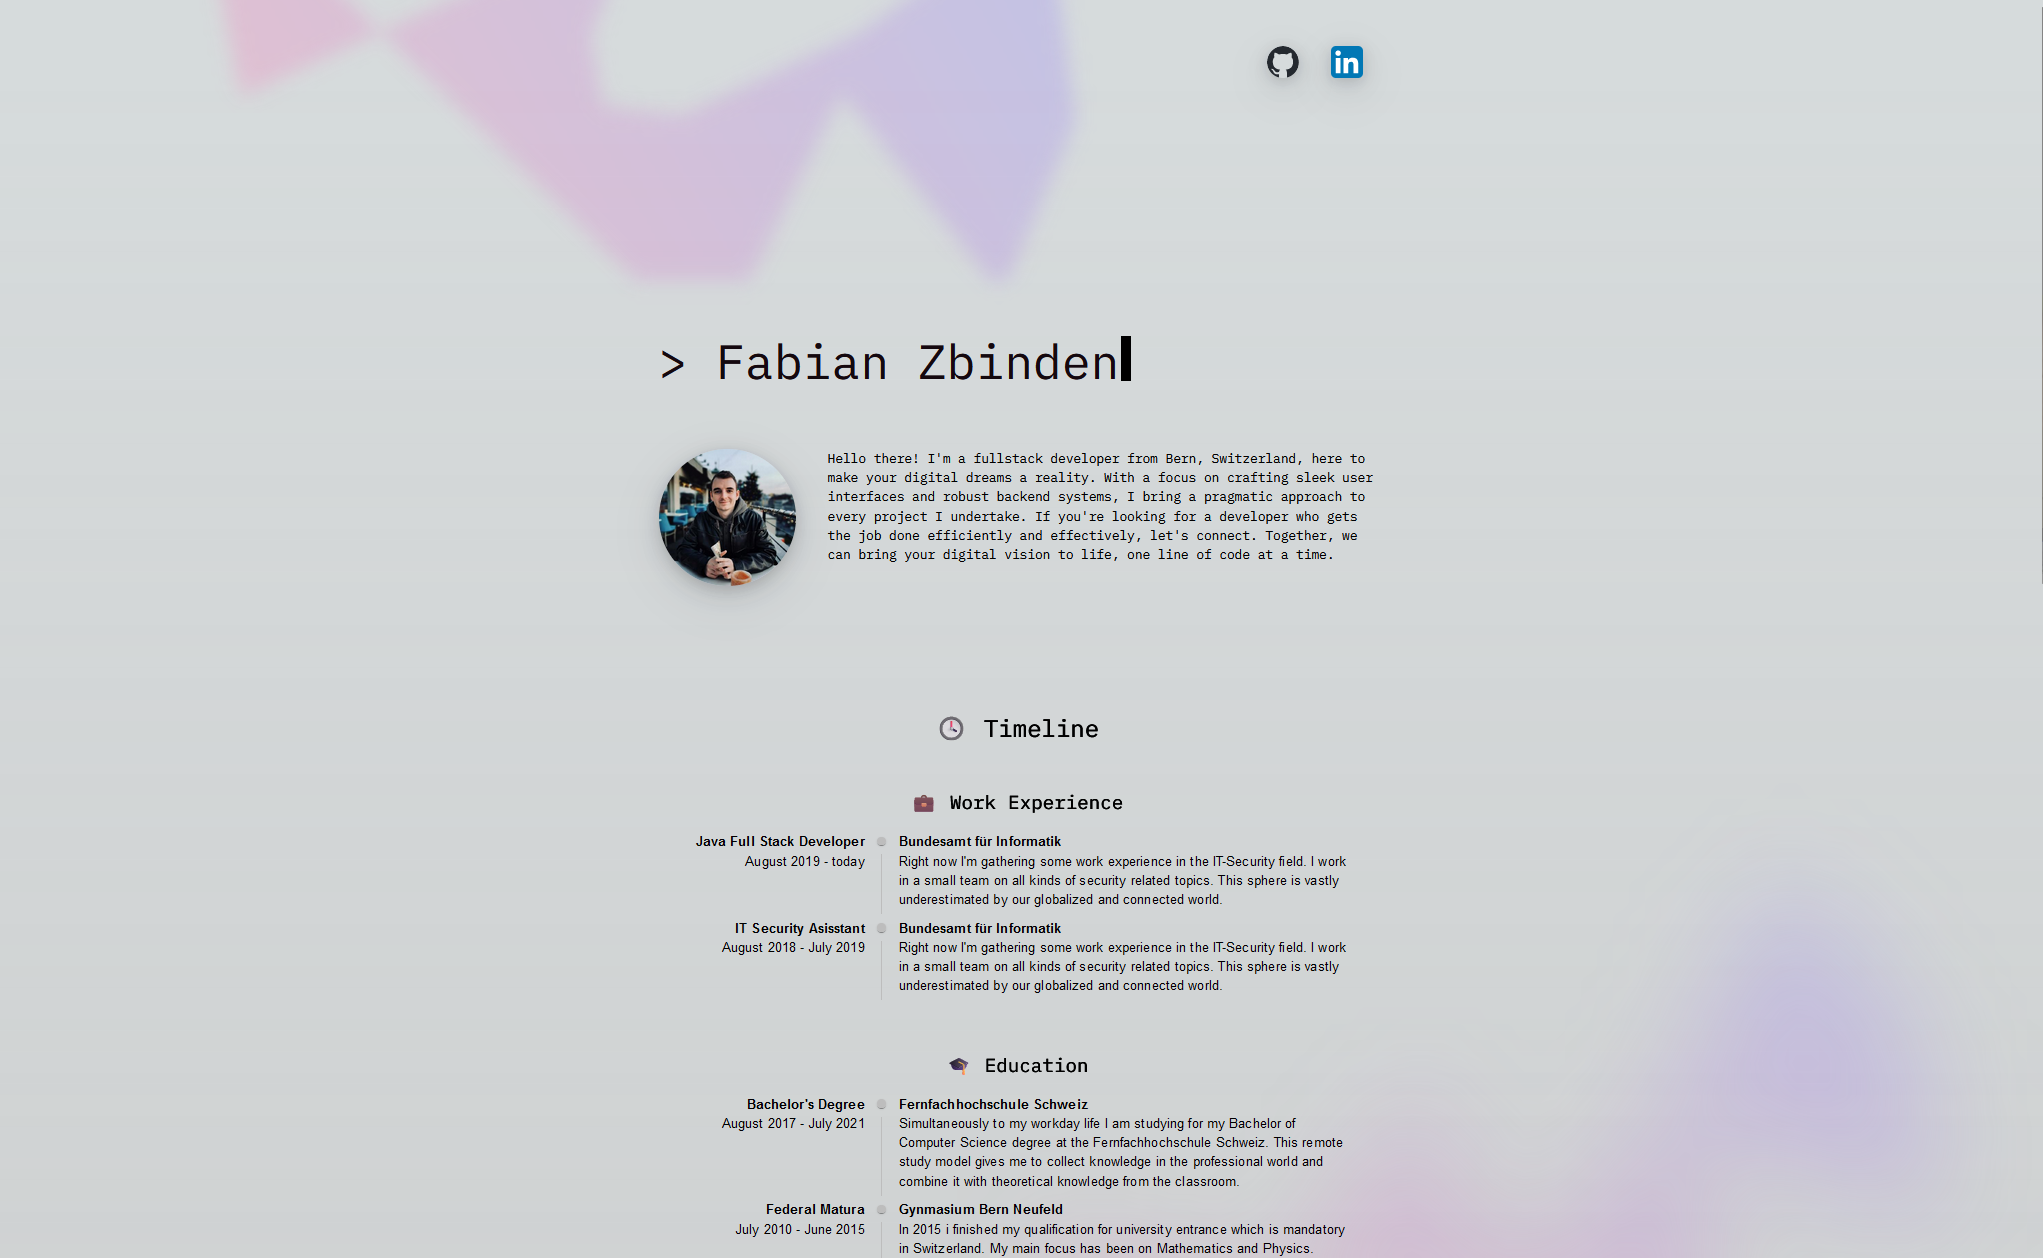 in
> Fabian Zbinden
Hello there! I'm a fullstack developer from Bern, Switzerland, here to
make your digital dreams a reality. With a focus on crafting sleek user
interfaces and robust backend systems, I bring a pragmatic approach to
every project I undertake. If you're looking for a developer who gets
the job done efficiently and effectively, let's connect. Together, we
can bring your digital vision to life, one line of code at a time.
Timeline
Work Experience
Java Full Stack Developer
August 2019 - today
Bundesamt für Informatik
Right now I'm gathering some work experience in the IT-Security field. I work
in a small team on all kinds of security related topics. This sphere is vastly
underestimated by our globalized and connected world.
IT Security Asisstant
August 2018 - July 2019
Bundesamt für Informatik
Right now I'm gathering some work experience in the IT-Security field. I work
in a small team on all kinds of security related topics. This sphere is vastly
underestimated by our globalized and connected world.
Education
Bachelor's Degree
August 2017 - July 2021
Fernfachhochschule Schweiz
Simultaneously to my workday life I am studying for my Bachelor of
Computer Science degree at the Fernfachhochschule Schweiz. This remote
study model gives me to collect knowledge in the professional world and
combine it with theoretical knowledge from the classroom.
Federal Matura
July 2010 - June 2015
Gynmasium Bern Neufeld
In 2015 i finished my qualification for university entrance which is mandatory
in Switzerland. My main focus has been on Mathematics and Physics.